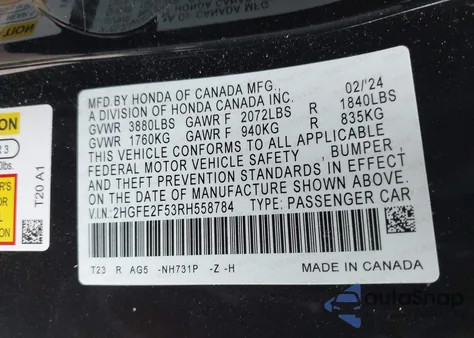 MFD.BY HONDA OF CANADA MFG., 02/'24
A DIVISION OF HONDA CANADA INC.
GVWR 3880LBS GAWR F 2072LBS R 1840LBS
GVWR 1760KG GAWR F 940KG R 835KG
THIS VEHICLE CONFORMS TO ALL APPLICABLE
FEDERAL MOTOR VEHICLE SAFETY , BUMPER ,
AND THEFT PREVENTION STANDARDS IN EFFECT
ON THE DATE OF MANUFACTURE SHOWN ABOVE.
V.I.N:2HGFE2F53RH558784 TYPE: PASSENGER CAR
T23 R AG5 -NH731P -Z -H
MADE IN CANADA
T20 A1
autoSnap